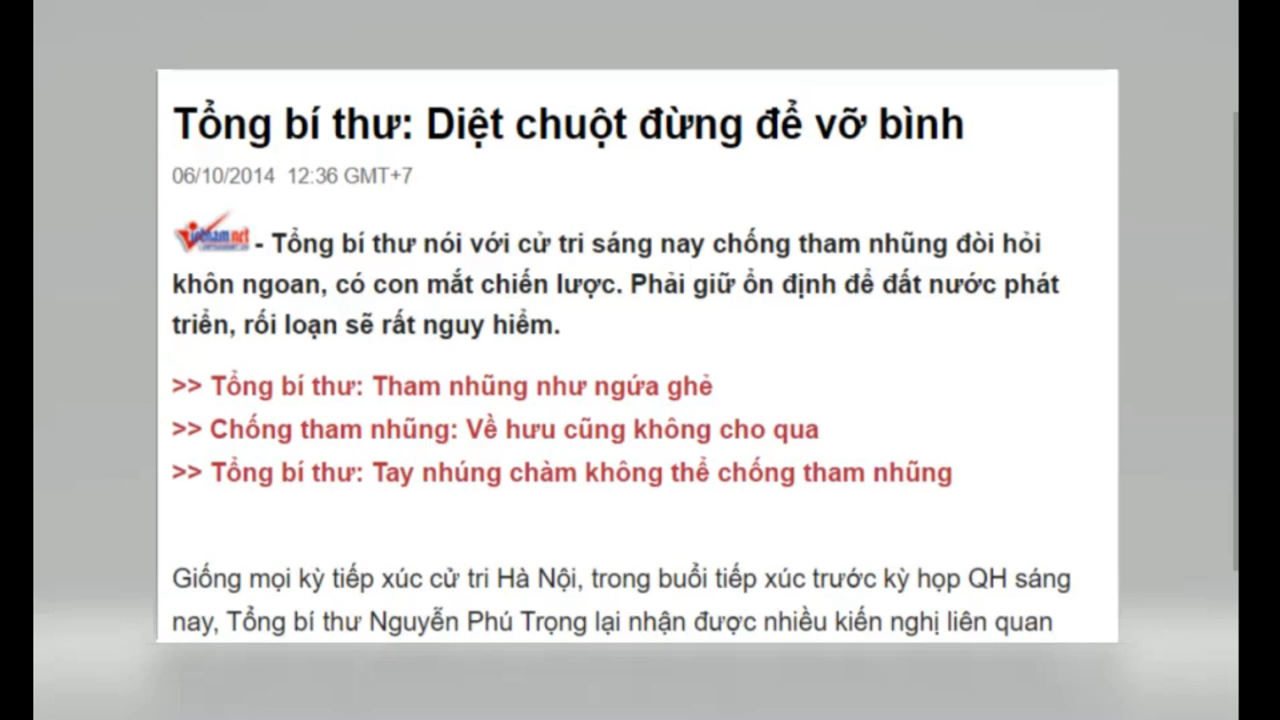 Tổng bí thư: Diệt chuột đừng để vỡ bình
06/10/2014 12:36 GMT+7
Vietnam net - Tổng bí thư nói với cử tri sáng nay chống tham nhũng đòi hỏi
khôn ngoan, có con mắt chiến lược. Phải giữ ổn định để đất nước phát
triển, rối loạn sẽ rất nguy hiểm.
>> Tổng bí thư: Tham nhũng như ngứa ghẻ
>> Chống tham nhũng: Về hưu cũng không cho qua
>> Tổng bí thư: Tay nhúng chàm không thể chống tham nhũng
Giống mọi kỳ tiếp xúc cử tri Hà Nội, trong buổi tiếp xúc trước kỳ họp QH sáng
nay, Tổng bí thư Nguyễn Phú Trọng lại nhận được nhiều kiến nghị liên quan